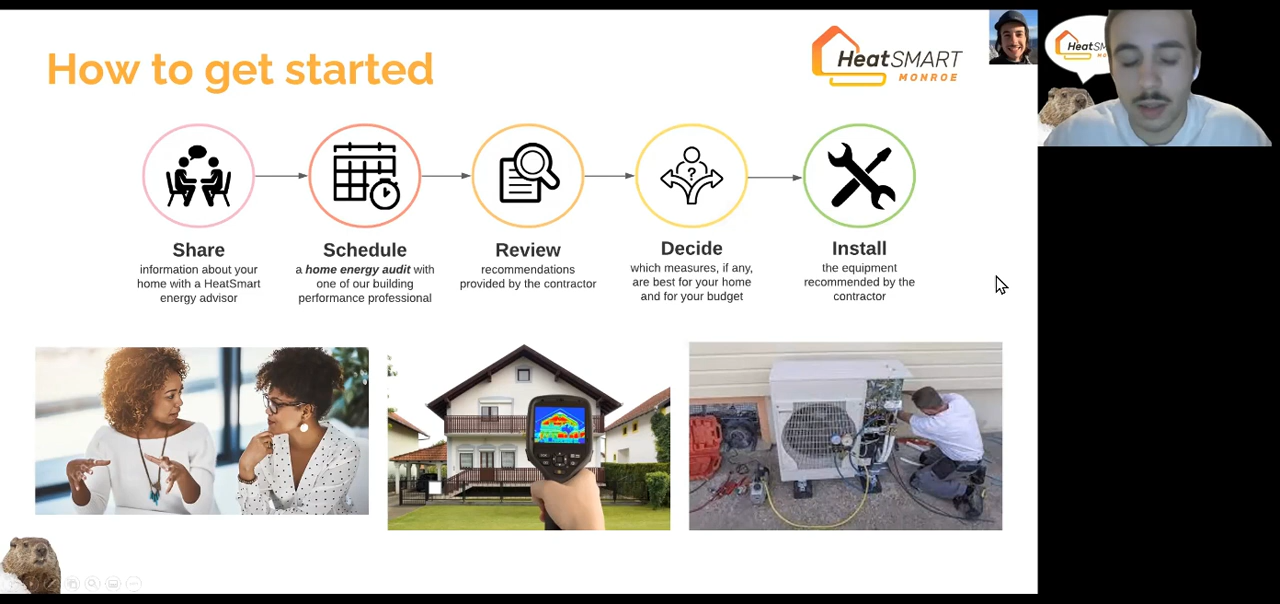 How to get started
HeatSMART
MONROE
HeatSM
MO
?
Share
information about your
home with a HeatSmart
energy advisor
Schedule
a home energy audit with
one of our building
performance professional
Review
recommendations
provided by the contractor
Decide
which measures, if any,
are best for your home
and for your budget
Install
the equipment
recommended by the
contractor